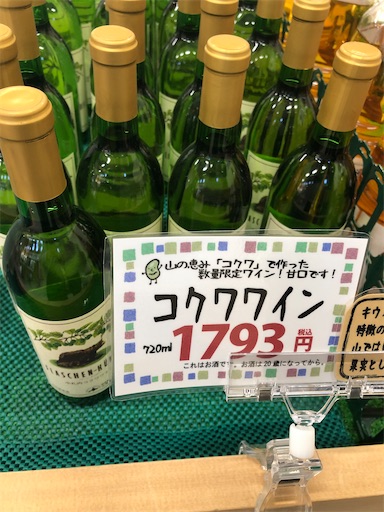 山の恵み「コクワ」で作った
数量限定ワイン！甘口です！
コクワワイン
720ml 1793 税込 円
これはお酒です。お酒は20歳になってから。
キウ
特徴の
山では
果実とし